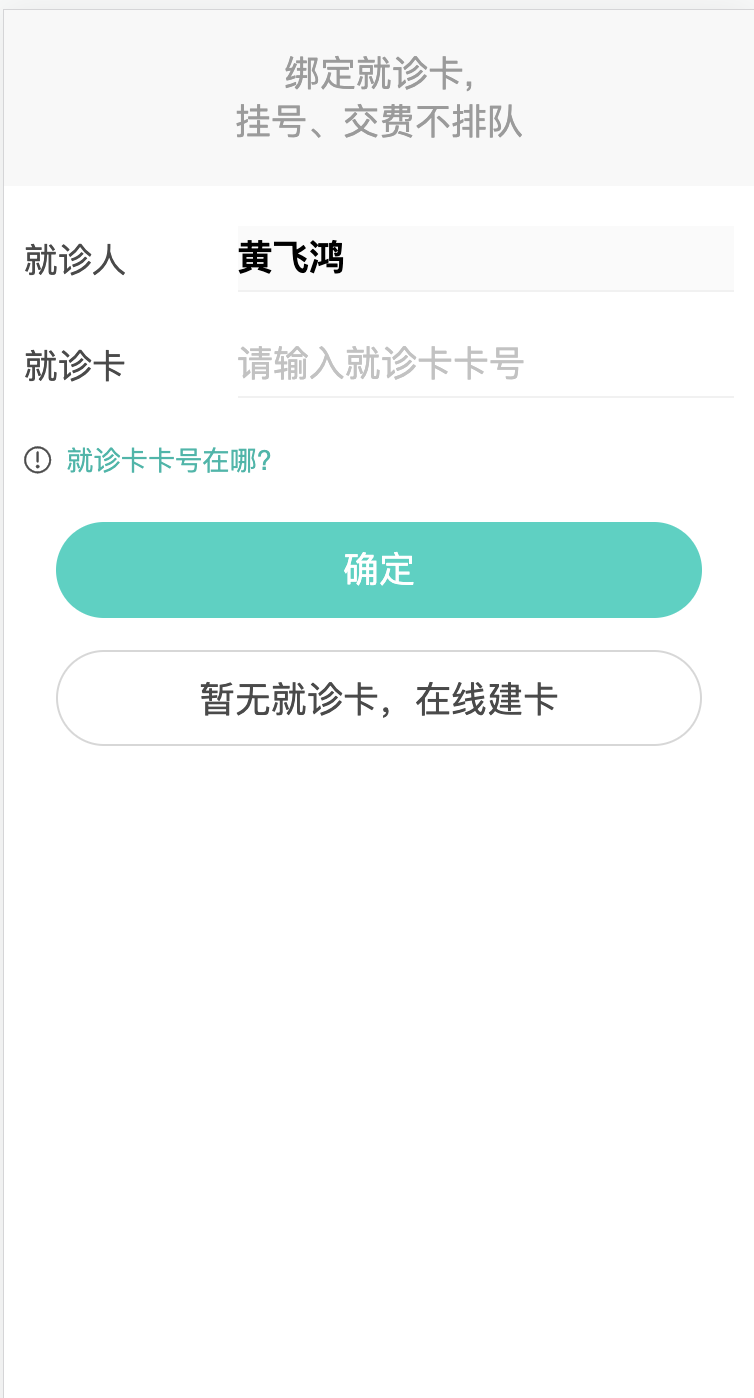 绑定就诊卡,
挂号、交费不排队
就诊人 黄飞鸿
就诊卡 请输入就诊卡卡号
就诊卡卡号在哪?
确定
暂无就诊卡，在线建卡